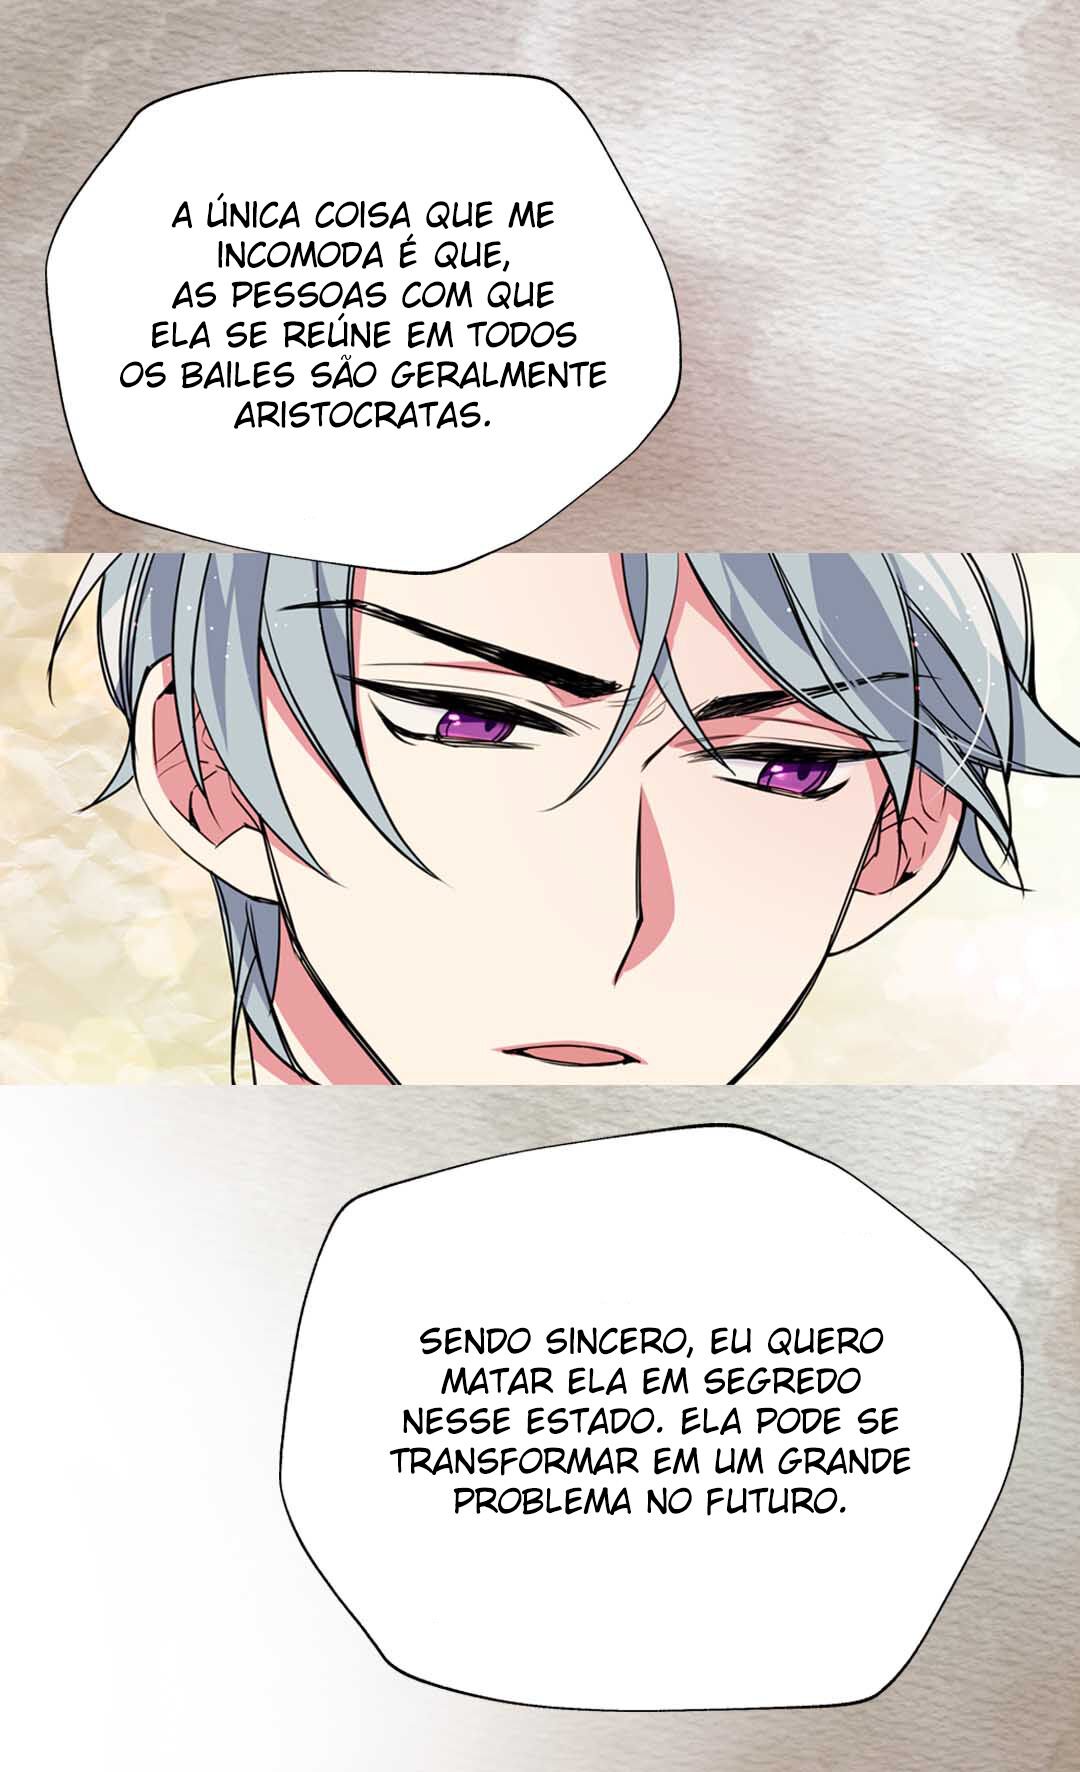 A ÚNICA COISA QUE ME
INCOMODA É QUE,
AS PESSOAS COM QUE
ELA SE REÚNE EM TODOS
OS BAILES SÃO GERALMENTE
ARISTOCRATAS.
SENDO SINCERO, EU QUERO
MATAR ELA EM SEGREDO
NESSE ESTADO. ELA PODE SE
TRANSFORMAR EM UM GRANDE
PROBLEMA NO FUTURO.